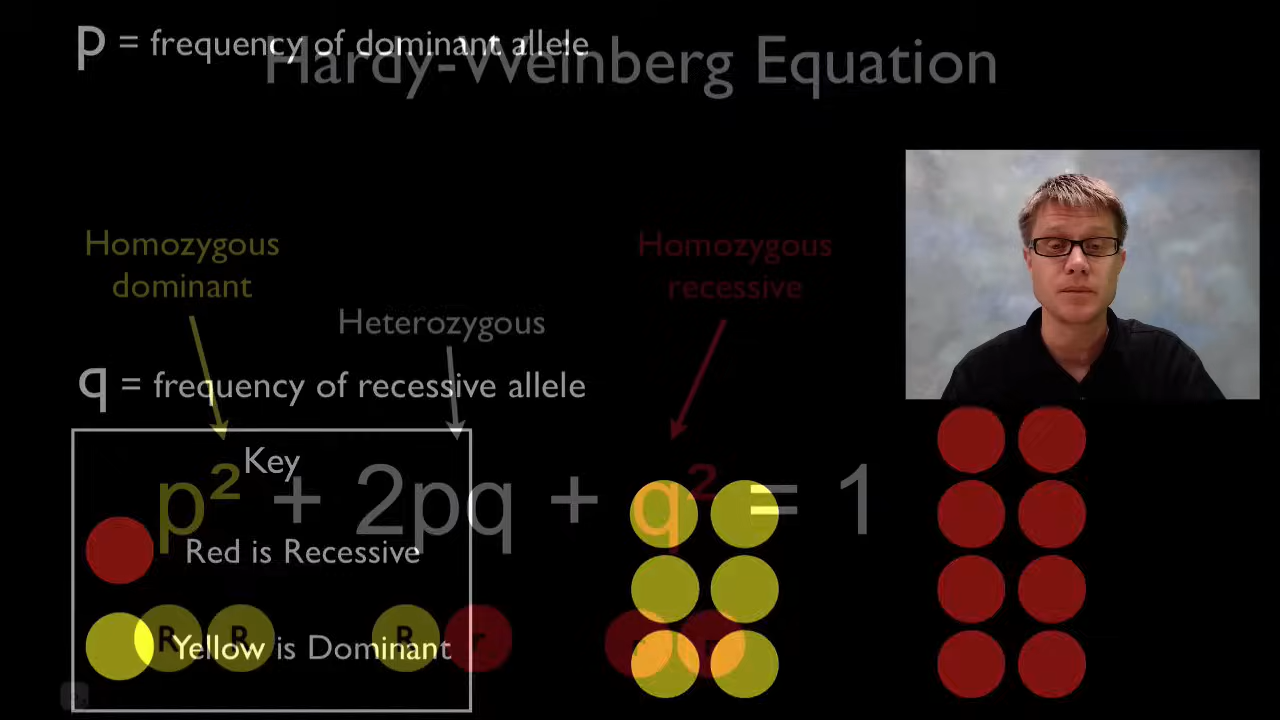 p = frequency of dominant allele
Hardy-Weinberg Equation
Homozygous
dominant
Homozygous
recessive
Heterozygous
q = frequency of recessive allele
Key
p² + 2pq + q² = 1
Red is Recessive
R R
R r
r r
Yellow is Dominant